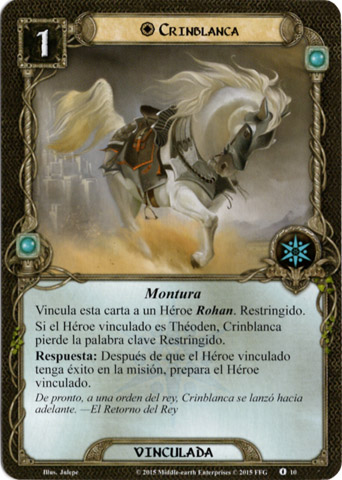 1
CRINBLANCA
Montura
Vincula esta carta a un Héroe Rohan. Restringido.
Si el Héroe vinculado es Théoden, Crinblanca
pierde la palabra clave Restringido.
Respuesta: Después de que el Héroe vinculado
tenga éxito en la misión, prepara el Héroe
vinculado.
De pronto, a una orden del rey, Crinblanca se lanzó hacia
adelante. —El Retorno del Rey
VINCULADA
Ilus. Julepe
© 2015 Middle-earth Enterprises © 2015 FFG
10